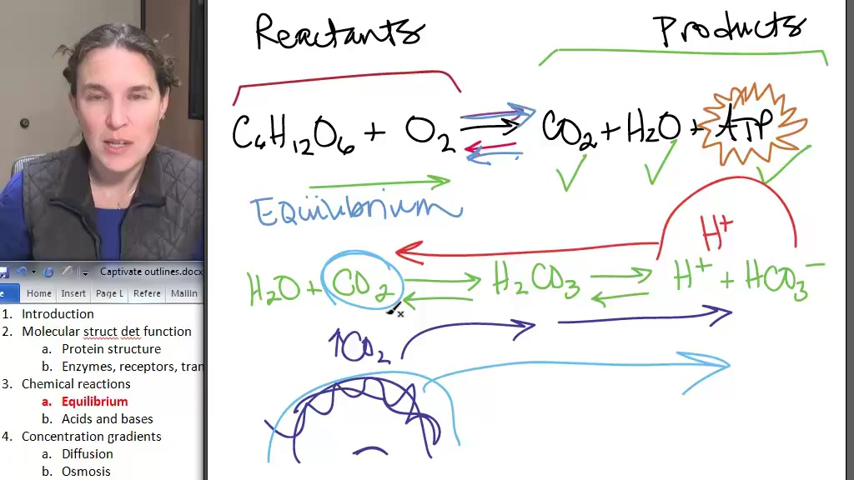 Reactants
Products
C6H12O6 + O2 CO2 + H2O + ATP
Equilibrium
H+
H2O + CO2 H2CO3 H+ + HCO3−
↑CO2
Captivate outlines.docx
Home Insert Page L Refere Mailin
1. Introduction
2. Molecular struct det function
a. Protein structure
b. Enzymes, receptors, tran
3. Chemical reactions
a. Equilibrium
b. Acids and bases
4. Concentration gradients
a. Diffusion
b. Osmosis